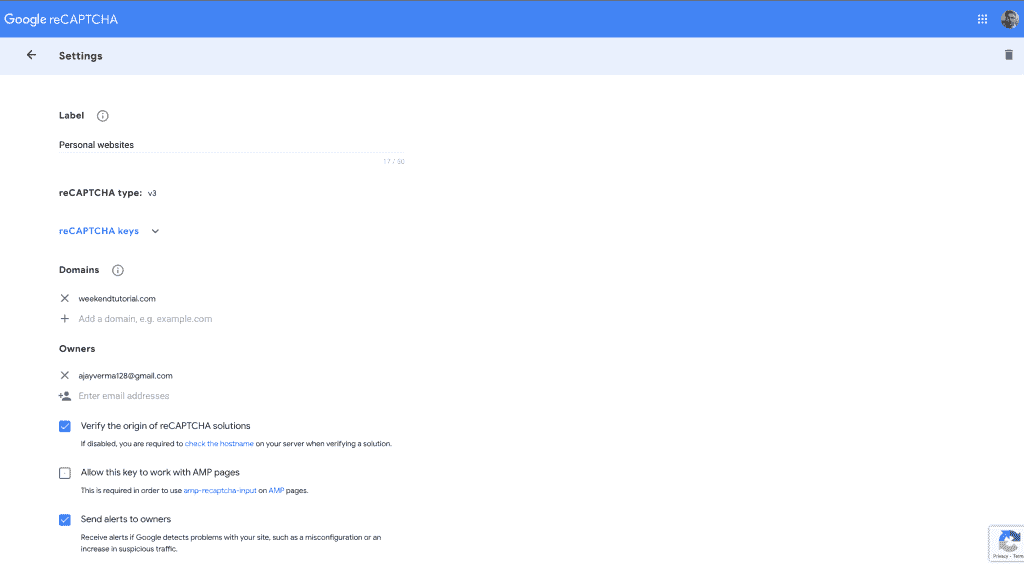 Google reCAPTCHA
Settings
Label
Personal websites
17 / 50
reCAPTCHA type: v3
reCAPTCHA keys
Domains
weekendtutorial.com
Add a domain, e.g. example.com
Owners
ajayverma128@gmail.com
Enter email addresses
Verify the origin of reCAPTCHA solutions
If disabled, you are required to check the hostname on your server when verifying a solution.
Allow this key to work with AMP pages
This is required in order to use amp-recaptcha-input on AMP pages.
Send alerts to owners
Receive alerts if Google detects problems with your site, such as a misconfiguration or an
increase in suspicious traffic.
Privacy - Term